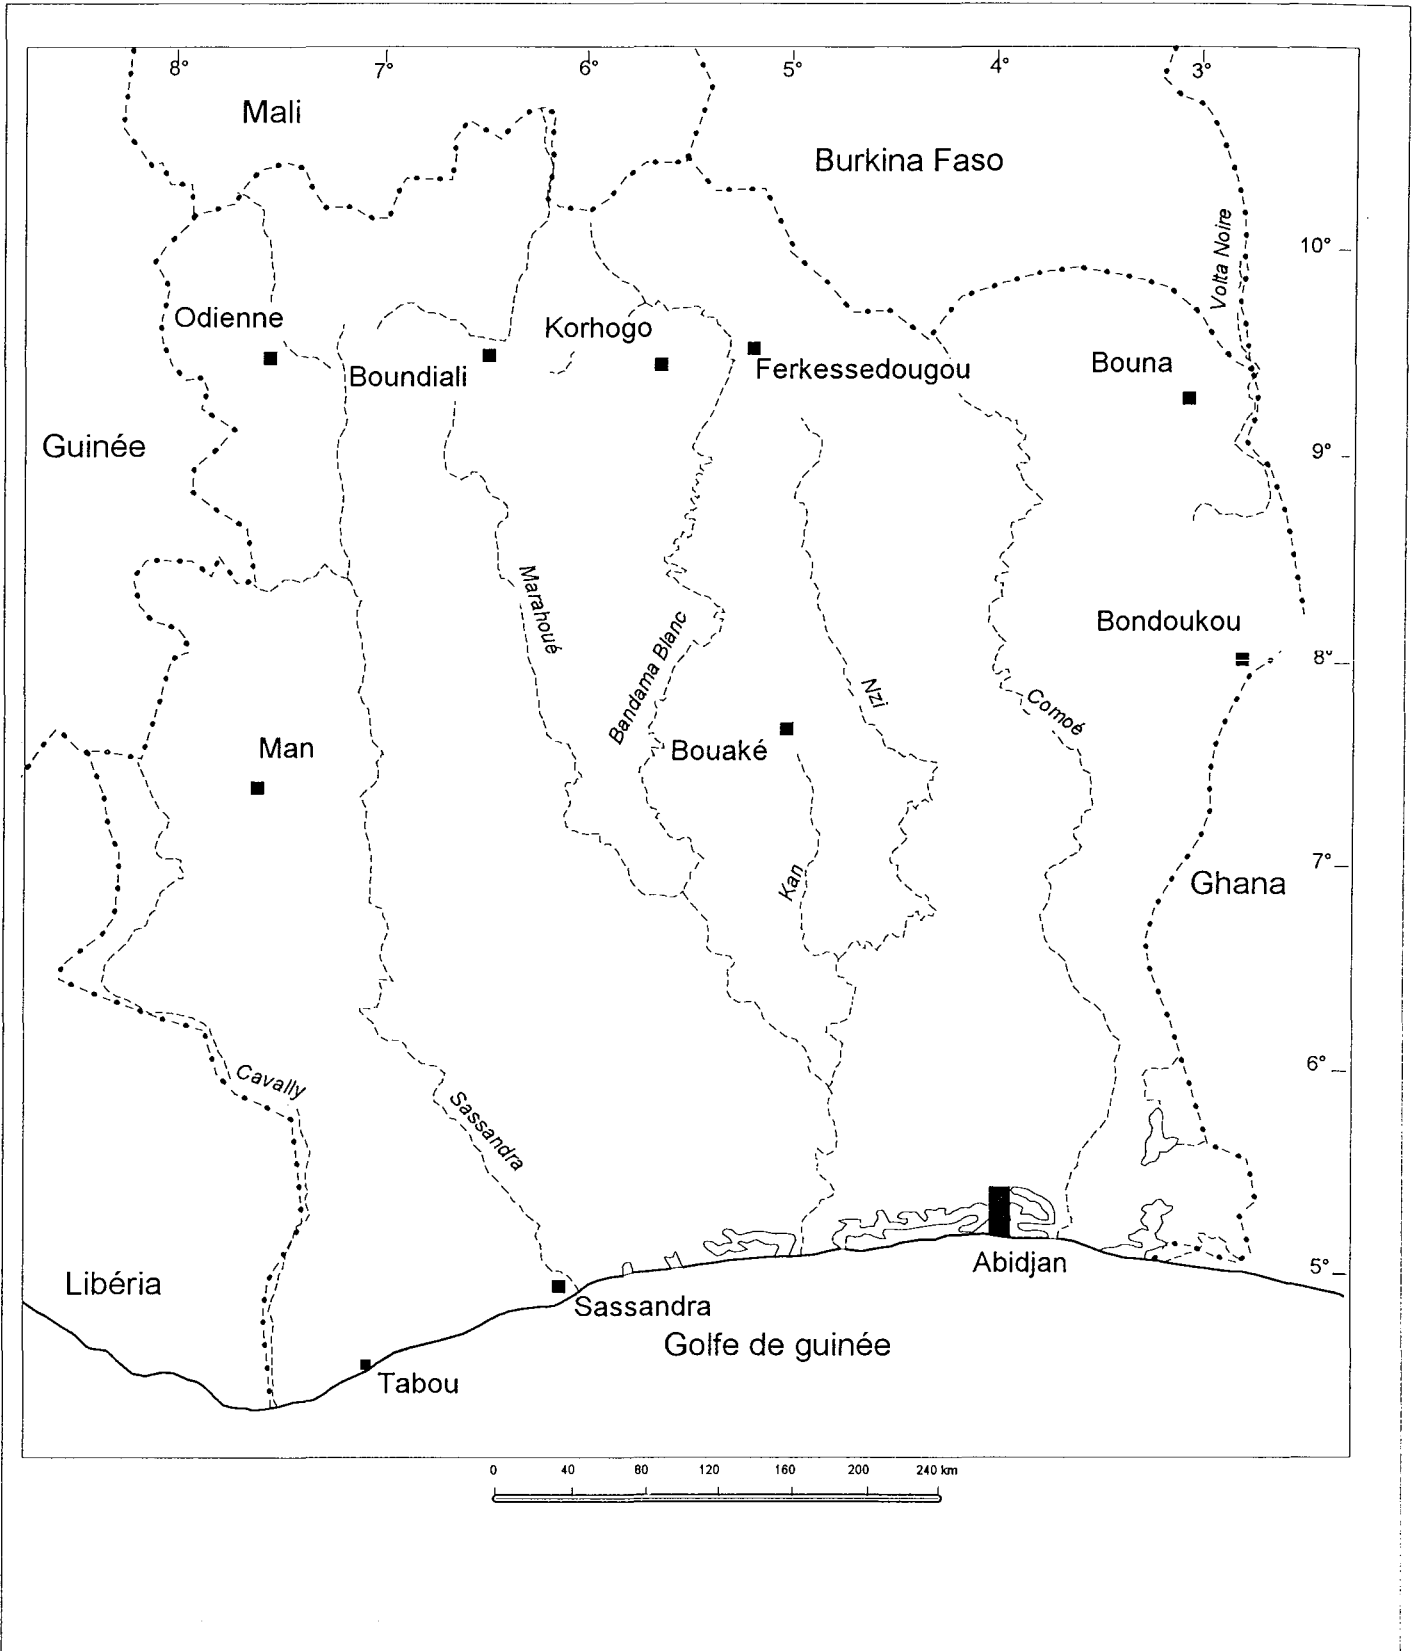 8° 7° 6° 5° 4° 3°
Mali
Burkina Faso
Volta Noire
10°
Odienne
Korhogo
Boundiali
Ferkessedougou
Bouna
Guinée
9°
Marahoué
Bandama Blanc
Bondoukou
8°
Nzi
Comoé
Man
Bouaké
7°
Kan
Ghana
6°
Cavally
Sassandra
5°
Abidjan
Libéria
Sassandra
Golfe de guinée
Tabou
0 40 80 120 160 200 240 km